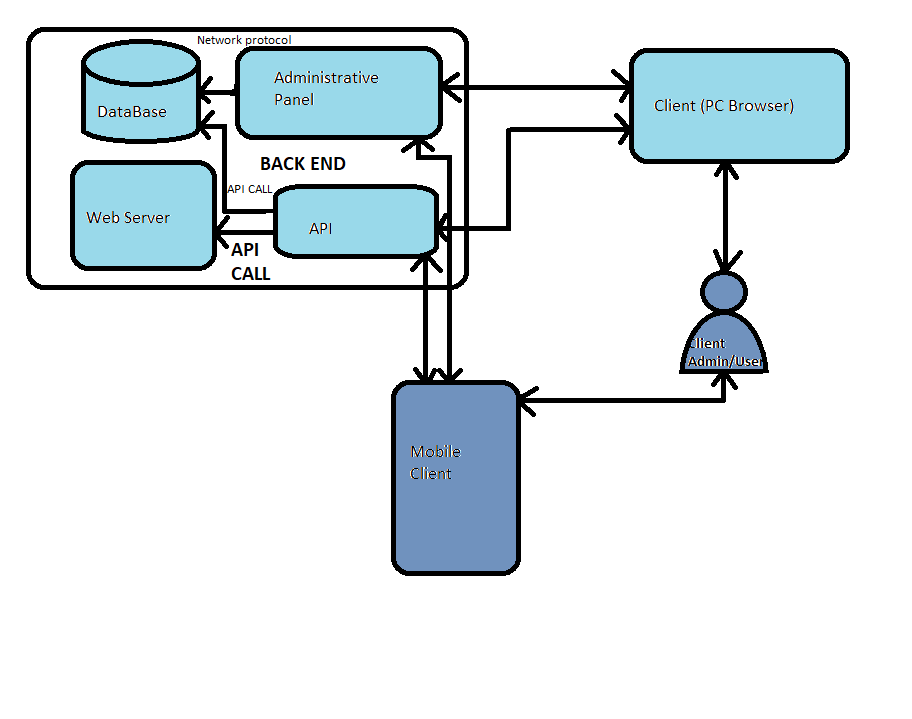 Network protocol
Administrative
Panel
DataBase
Client (PC Browser)
BACK END
API CALL
Web Server
API
API
CALL
Client
Admin/User
Mobile
Client